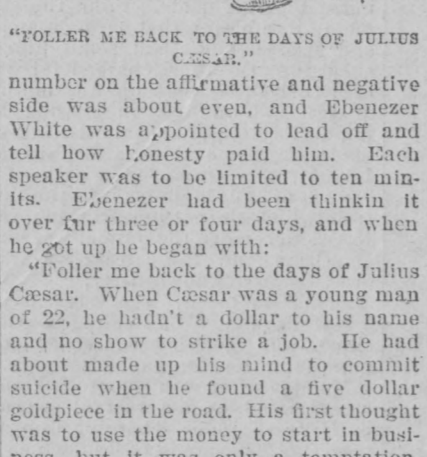 "FOLLER ME BACK TO THE DAYS OF JULIUS
CÆSAR."
number on the affirmative and negative
side was about even, and Ebenezer
White was appointed to lead off and
tell how honesty paid him. Each
speaker was to be limited to ten min-
its. Ebenezer had been thinkin it
over fur three or four days, and when
he got up he began with:
"Foller me back to the days of Julius
Cæsar. When Cæsar was a young man
of 22, he hadn't a dollar to his name
and no show to strike a job. He had
about made up his mind to commit
suicide when he found a five dollar
goldpiece in the road. His first thought
was to use the money to start in busi-
ness, but it was only a temptation.